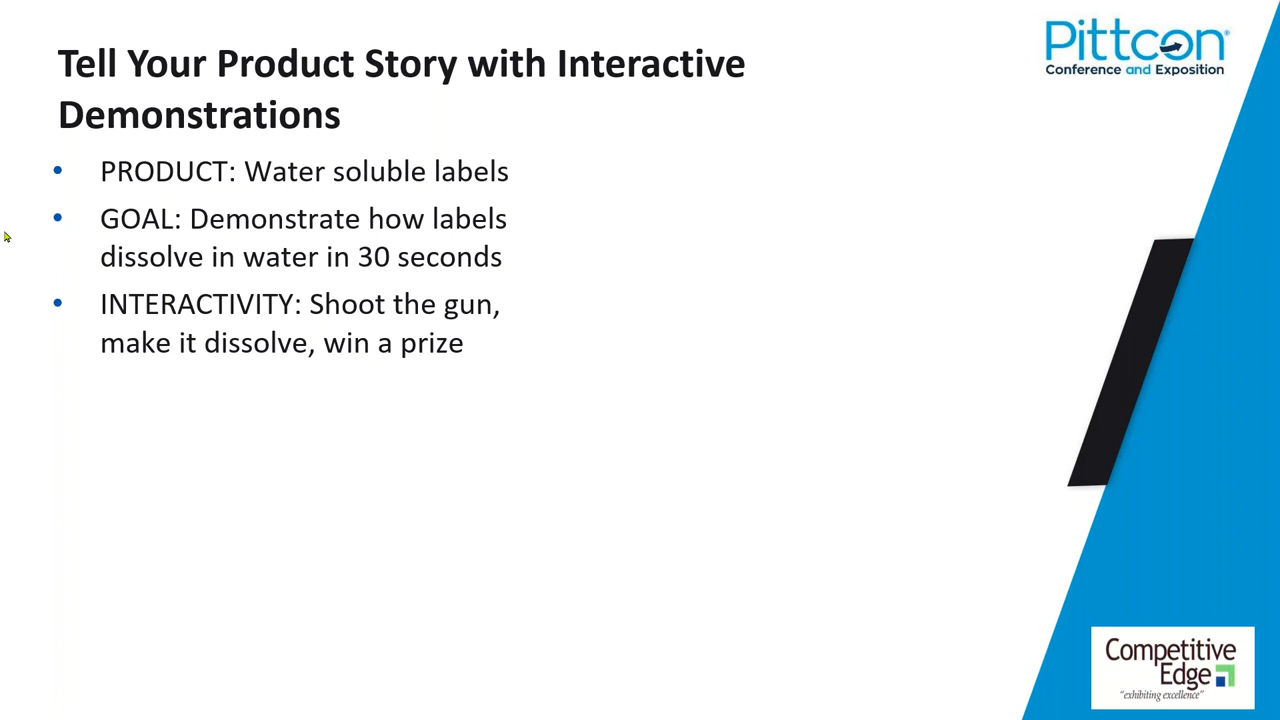 Pittcon®
Conference and Exposition
Tell Your Product Story with Interactive
Demonstrations
• PRODUCT: Water soluble labels
• GOAL: Demonstrate how labels
dissolve in water in 30 seconds
• INTERACTIVITY: Shoot the gun,
make it dissolve, win a prize
Competitive
Edge
“exhibiting excellence”